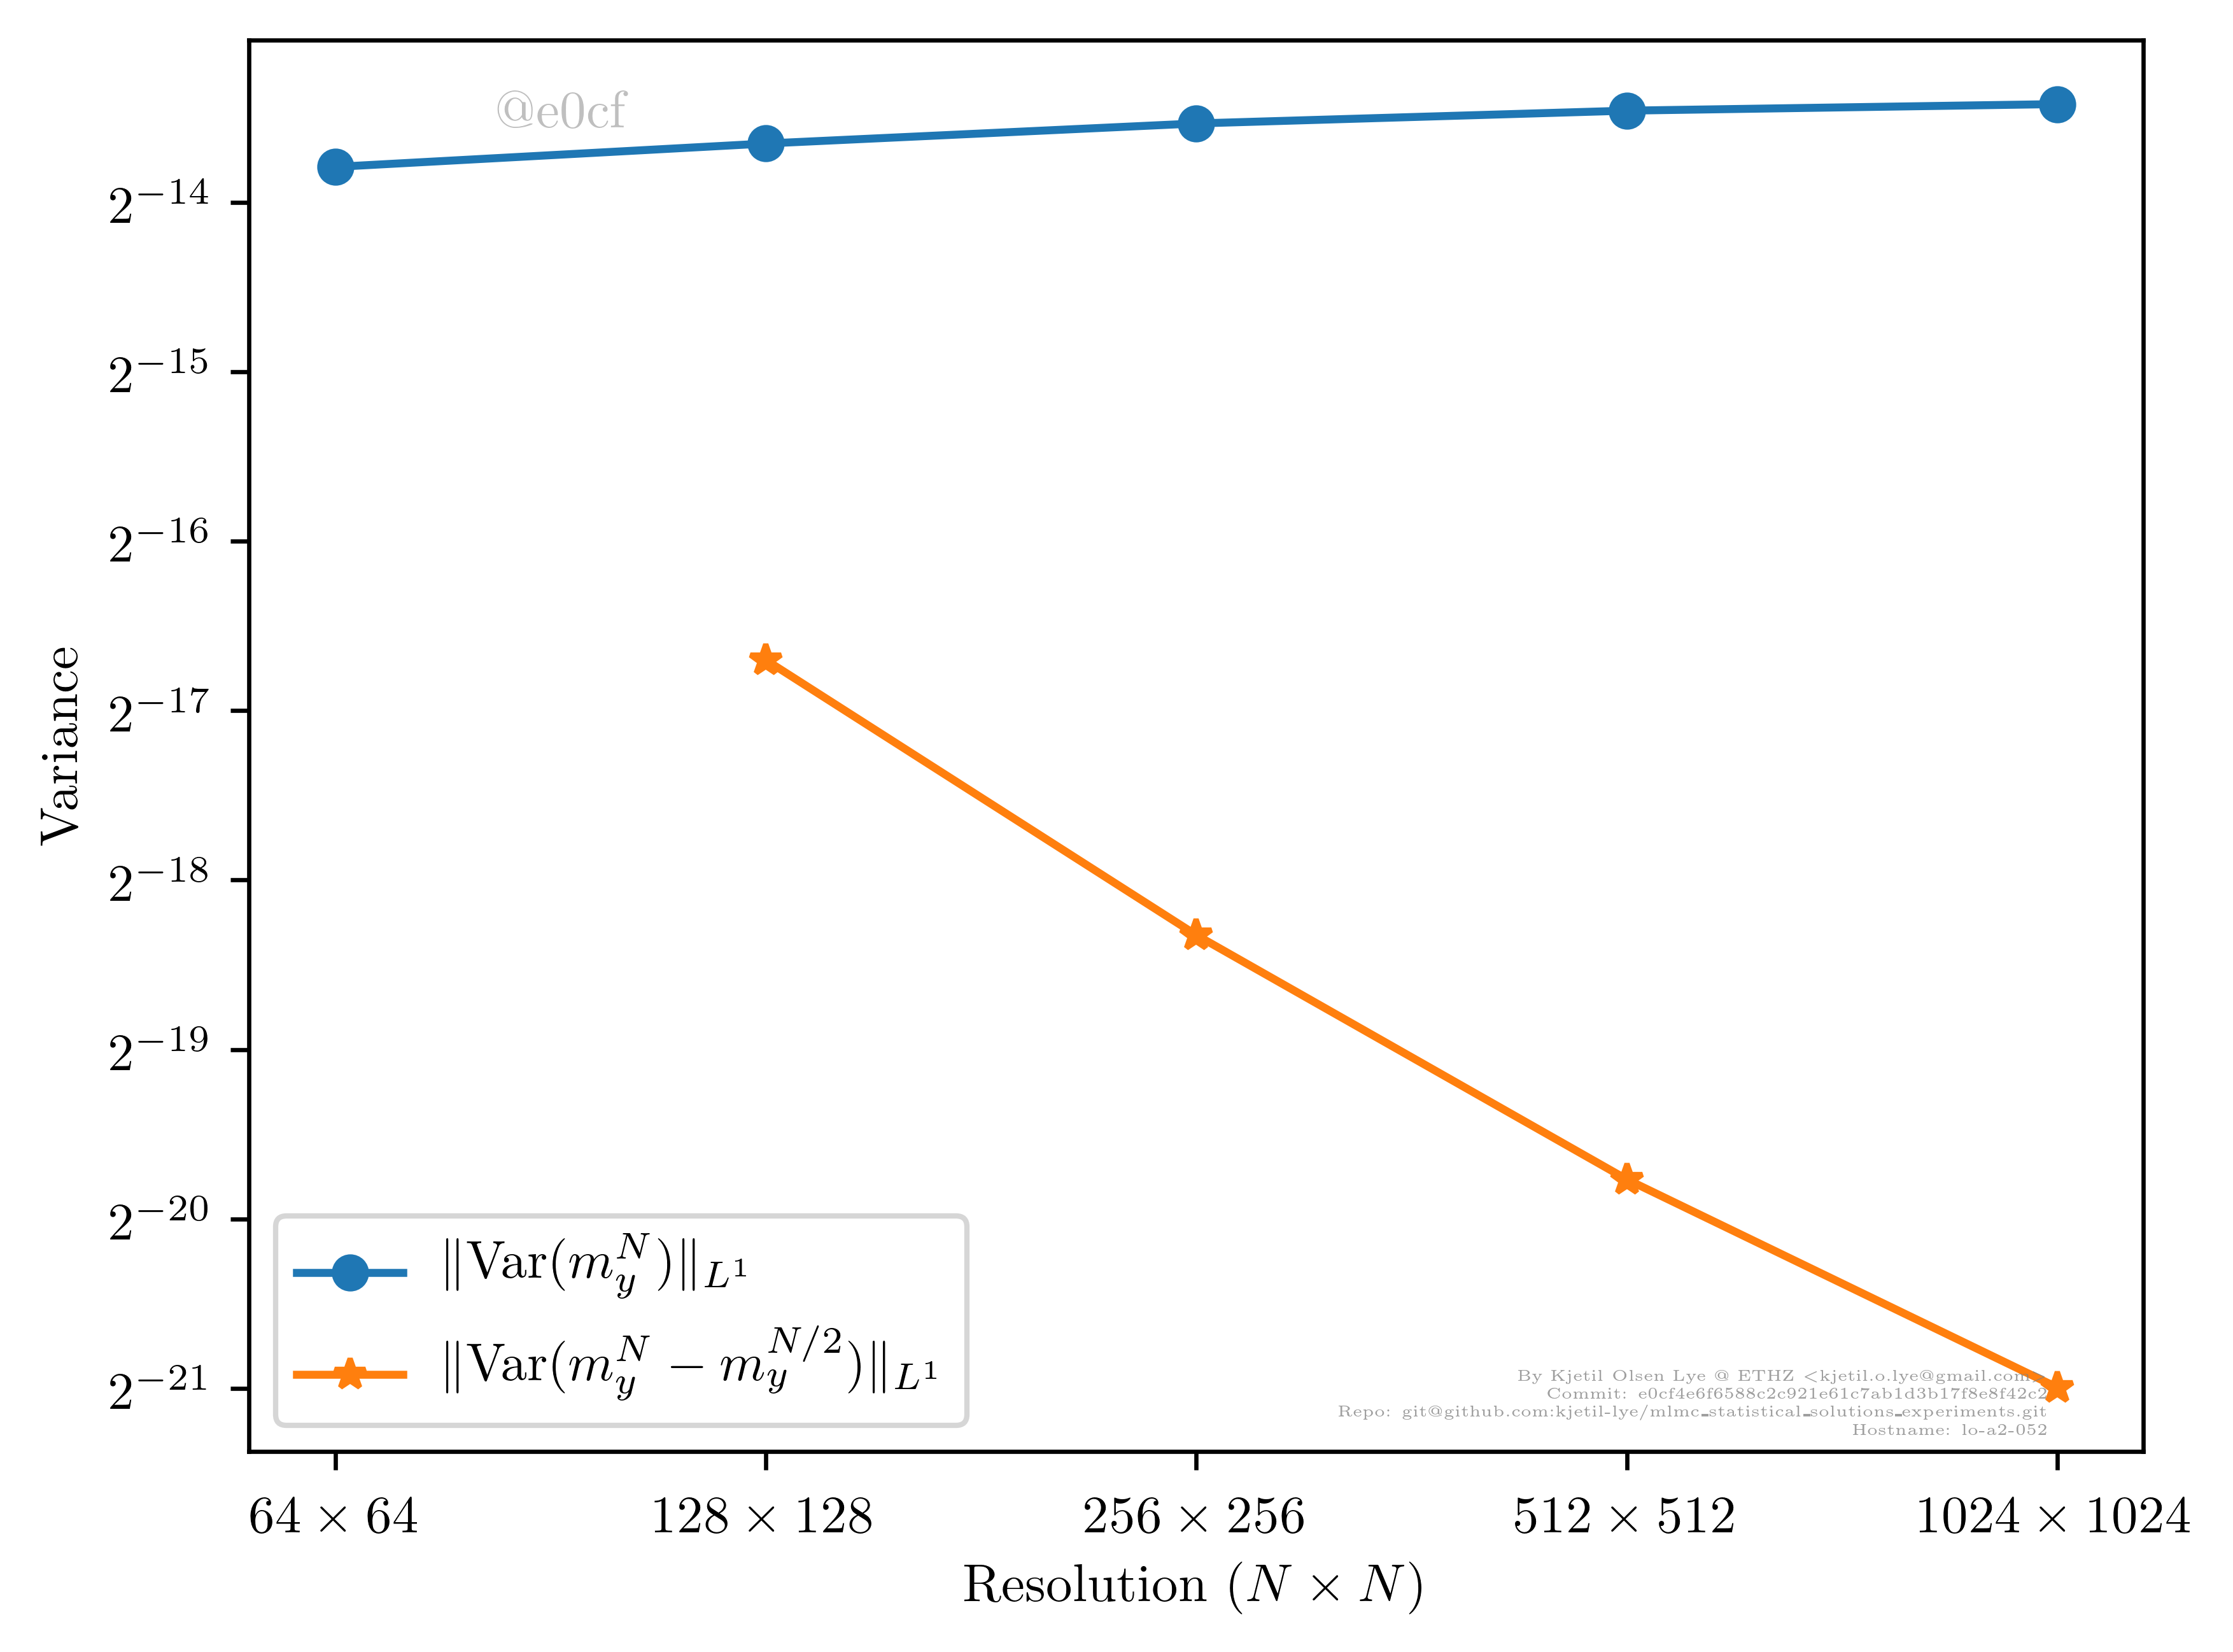 @e0cf
2^{-14}
2^{-15}
2^{-16}
2^{-17}
2^{-18}
2^{-19}
2^{-20}
2^{-21}
Variance
‖Var(m_y^N)‖_{L^1}
‖Var(m_y^N − m_y^{N/2})‖_{L^1}
By Kjetil Olsen Lye @ ETHZ <kjetil.o.lye@gmail.com>
Commit: e0cf4e6f6588c2c921e61c7ab1d3b17f8e8f42c2
Repo: git@github.com:kjetil-lye/mlmc_statistical_solutions_experiments.git
Hostname: lo-a2-052
64 × 64 128 × 128 256 × 256 512 × 512 1024 × 1024
Resolution (N × N)